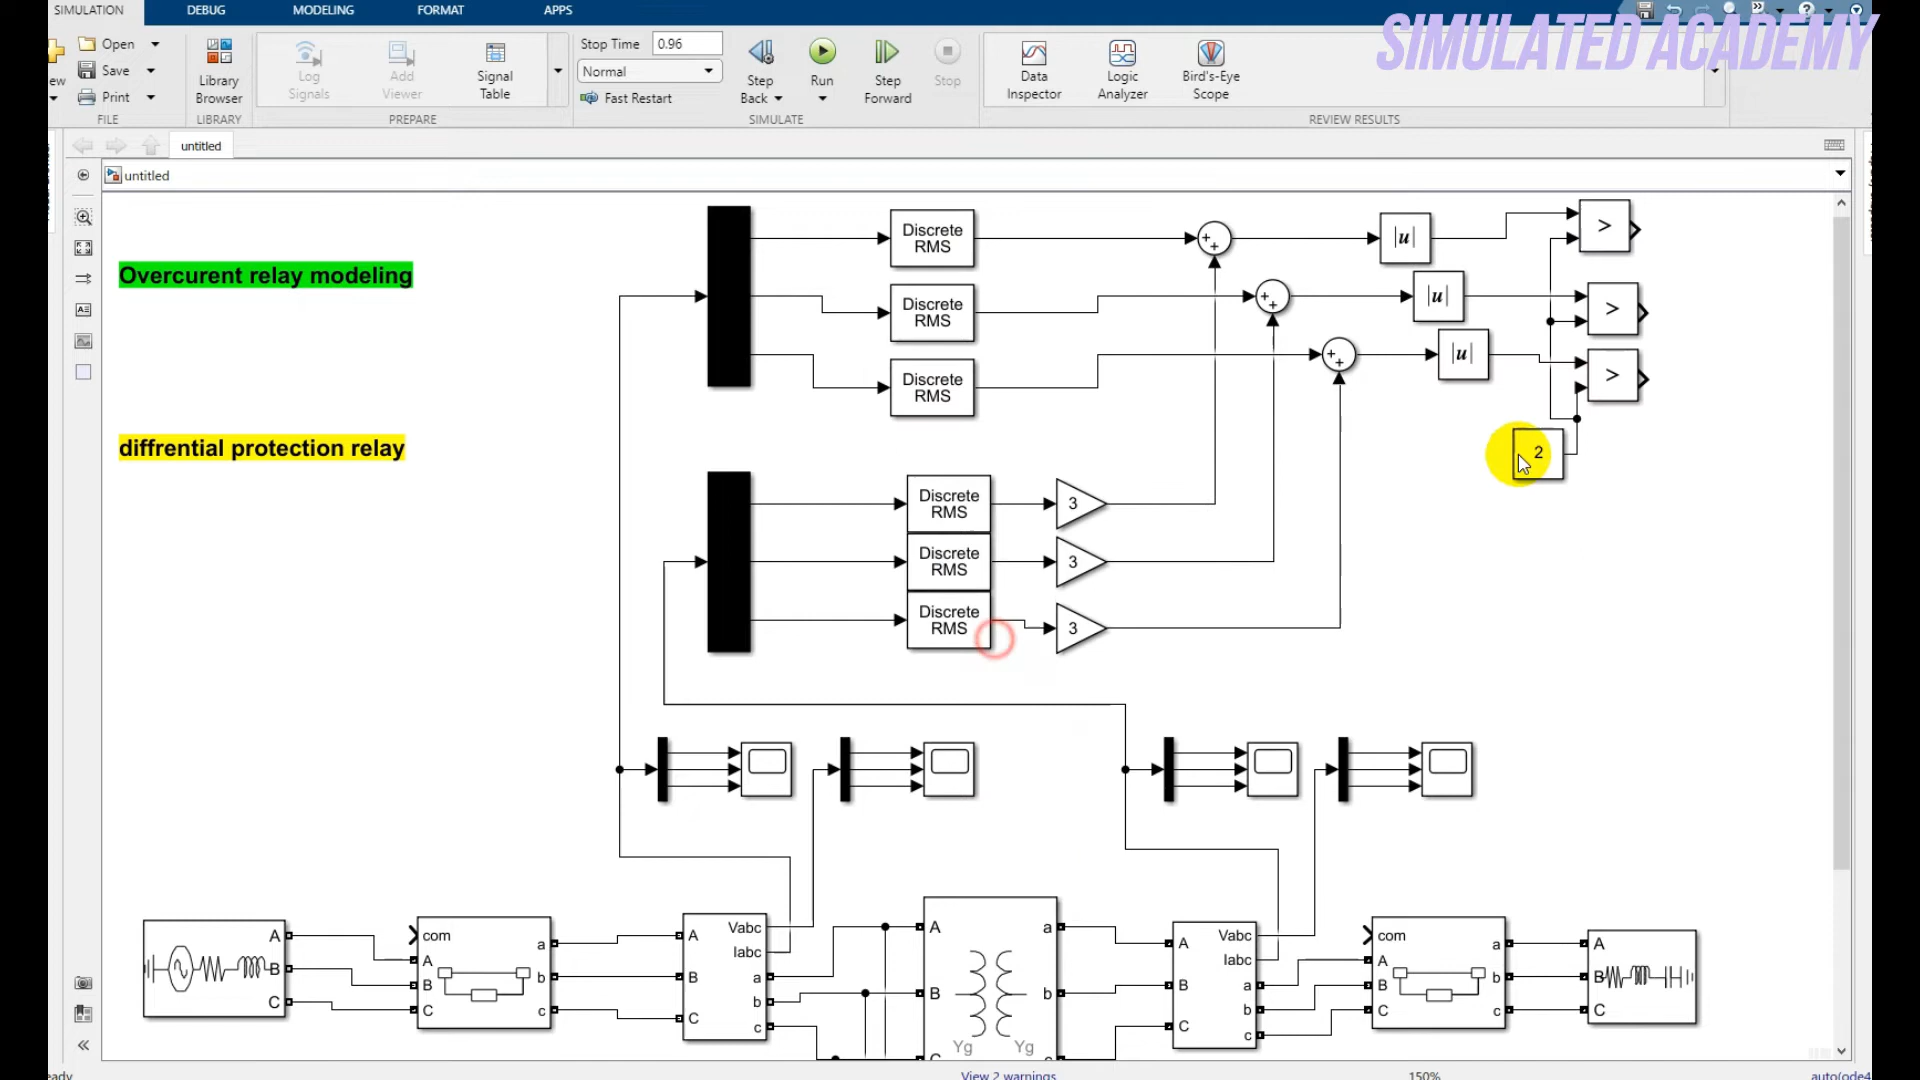 SIMULATION
DEBUG
MODELING
FORMAT
APPS
SIMULATED ACADEMY
Open
Save
Print
FILE
Library
Browser
LIBRARY
Log
Signals
Add
Viewer
Signal
Table
PREPARE
Stop Time 0.96
Normal
Fast Restart
Step
Back
Run
Step
Forward
Stop
SIMULATE
Data
Inspector
Logic
Analyzer
Bird's-Eye
Scope
REVIEW RESULTS
untitled
untitled
Overcurent relay modeling
diffrential protection relay
Discrete
RMS
Discrete
RMS
Discrete
RMS
+
+
+
+
+
+
|u|
|u|
|u|
>
>
>
2
Discrete
RMS
Discrete
RMS
Discrete
RMS
3
3
3
A
B
C
com
A
B
C
a
b
c
A
B
C
Vabc
Iabc
a
b
c
A
B
C
a
b
c
Yg
Yg
A
B
C
Vabc
Iabc
a
b
c
com
A
B
C
a
b
c
A
B
C
View 2 warnings
150%
auto(ode4